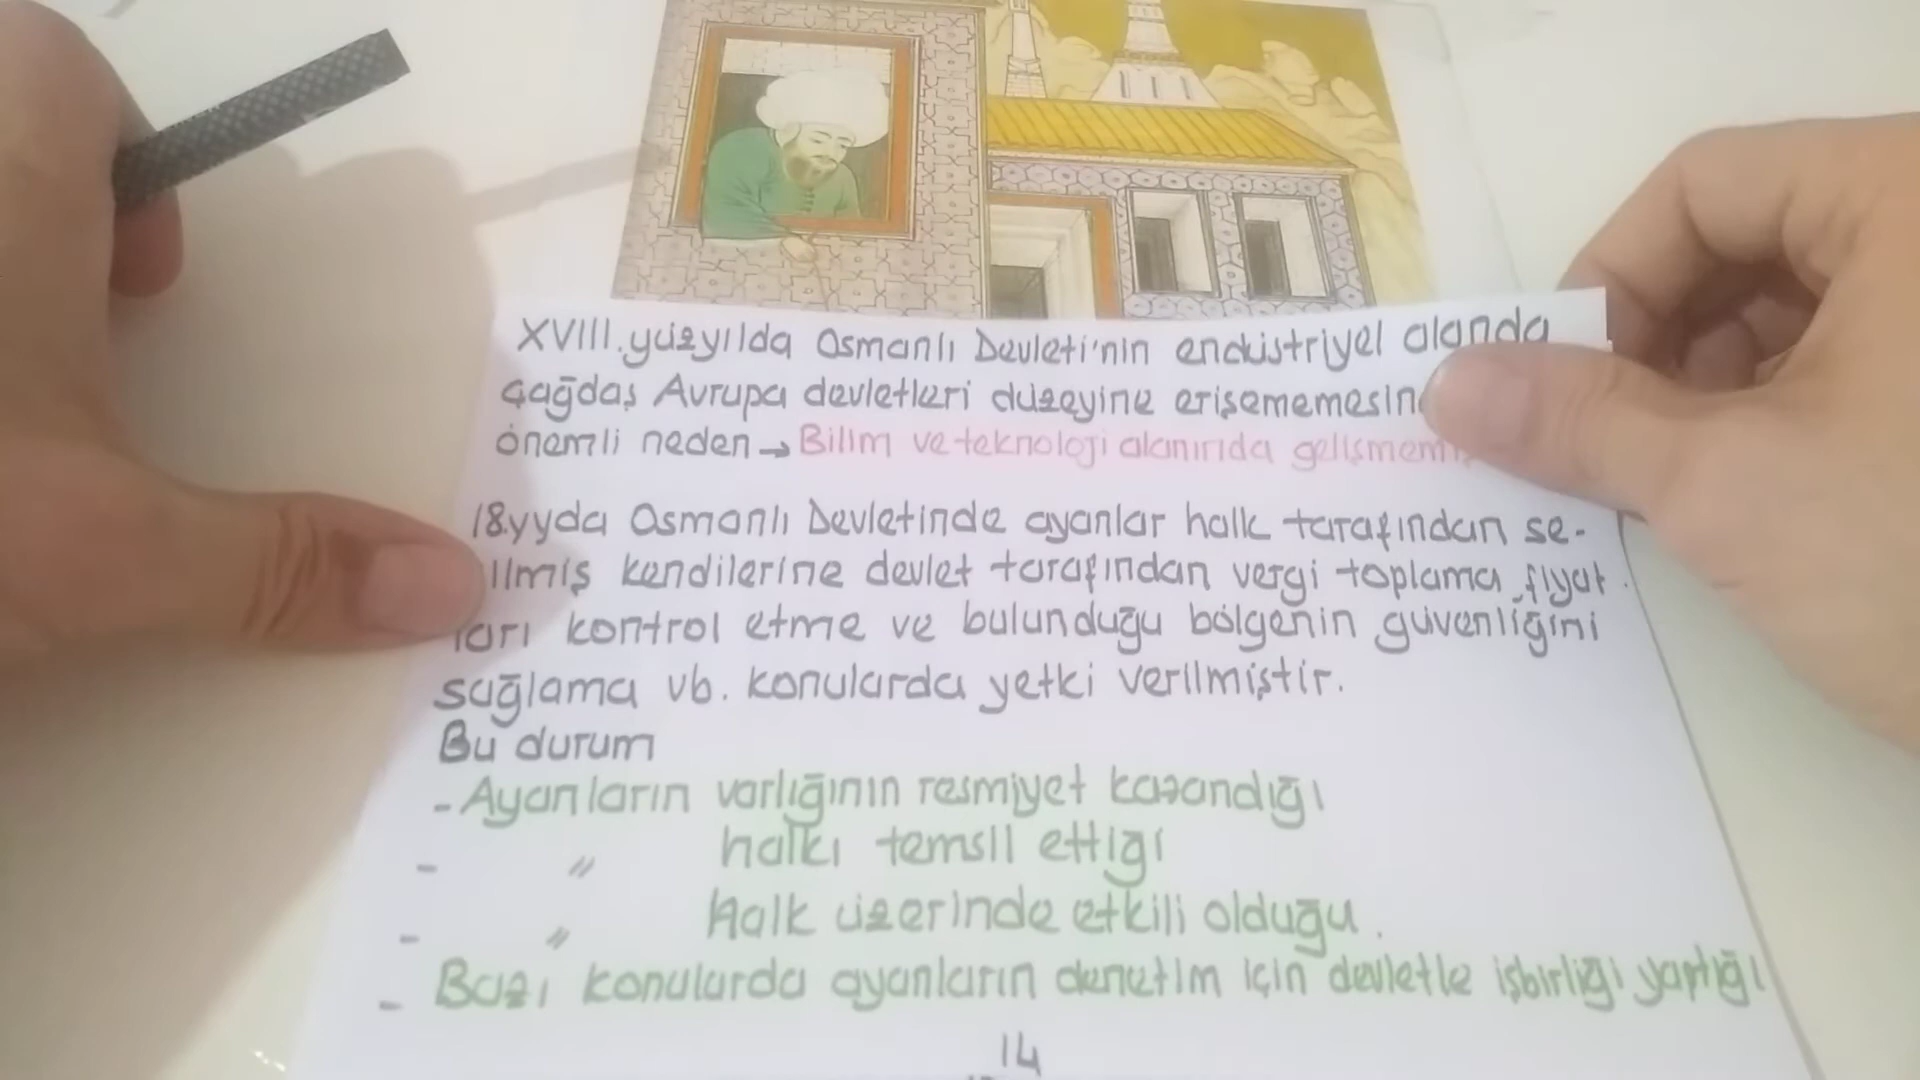 XVIII. yüzyılda Osmanlı Devleti'nin endüstriyel alanda
çağdaş Avrupa devletleri düzeyine erişememesin
önemli neden → Bilim ve teknoloji alanında gelişmem
18.yyda Osmanlı Devletinde ayanlar halk tarafından se-
ilmiş kendilerine devlet tarafından vergi toplama, fiyat
ları kontrol etme ve bulunduğu bölgenin güvenliğini
sağlama vb. konularda yetki verilmiştir.
Bu durum
- Ayanların varlığının resmiyet kazandığı
- " halkı temsil ettiği
- " Halk üzerinde etkili olduğu.
- Bazı konularda ayanların denetim için devletle işbirliği yaptığı
14